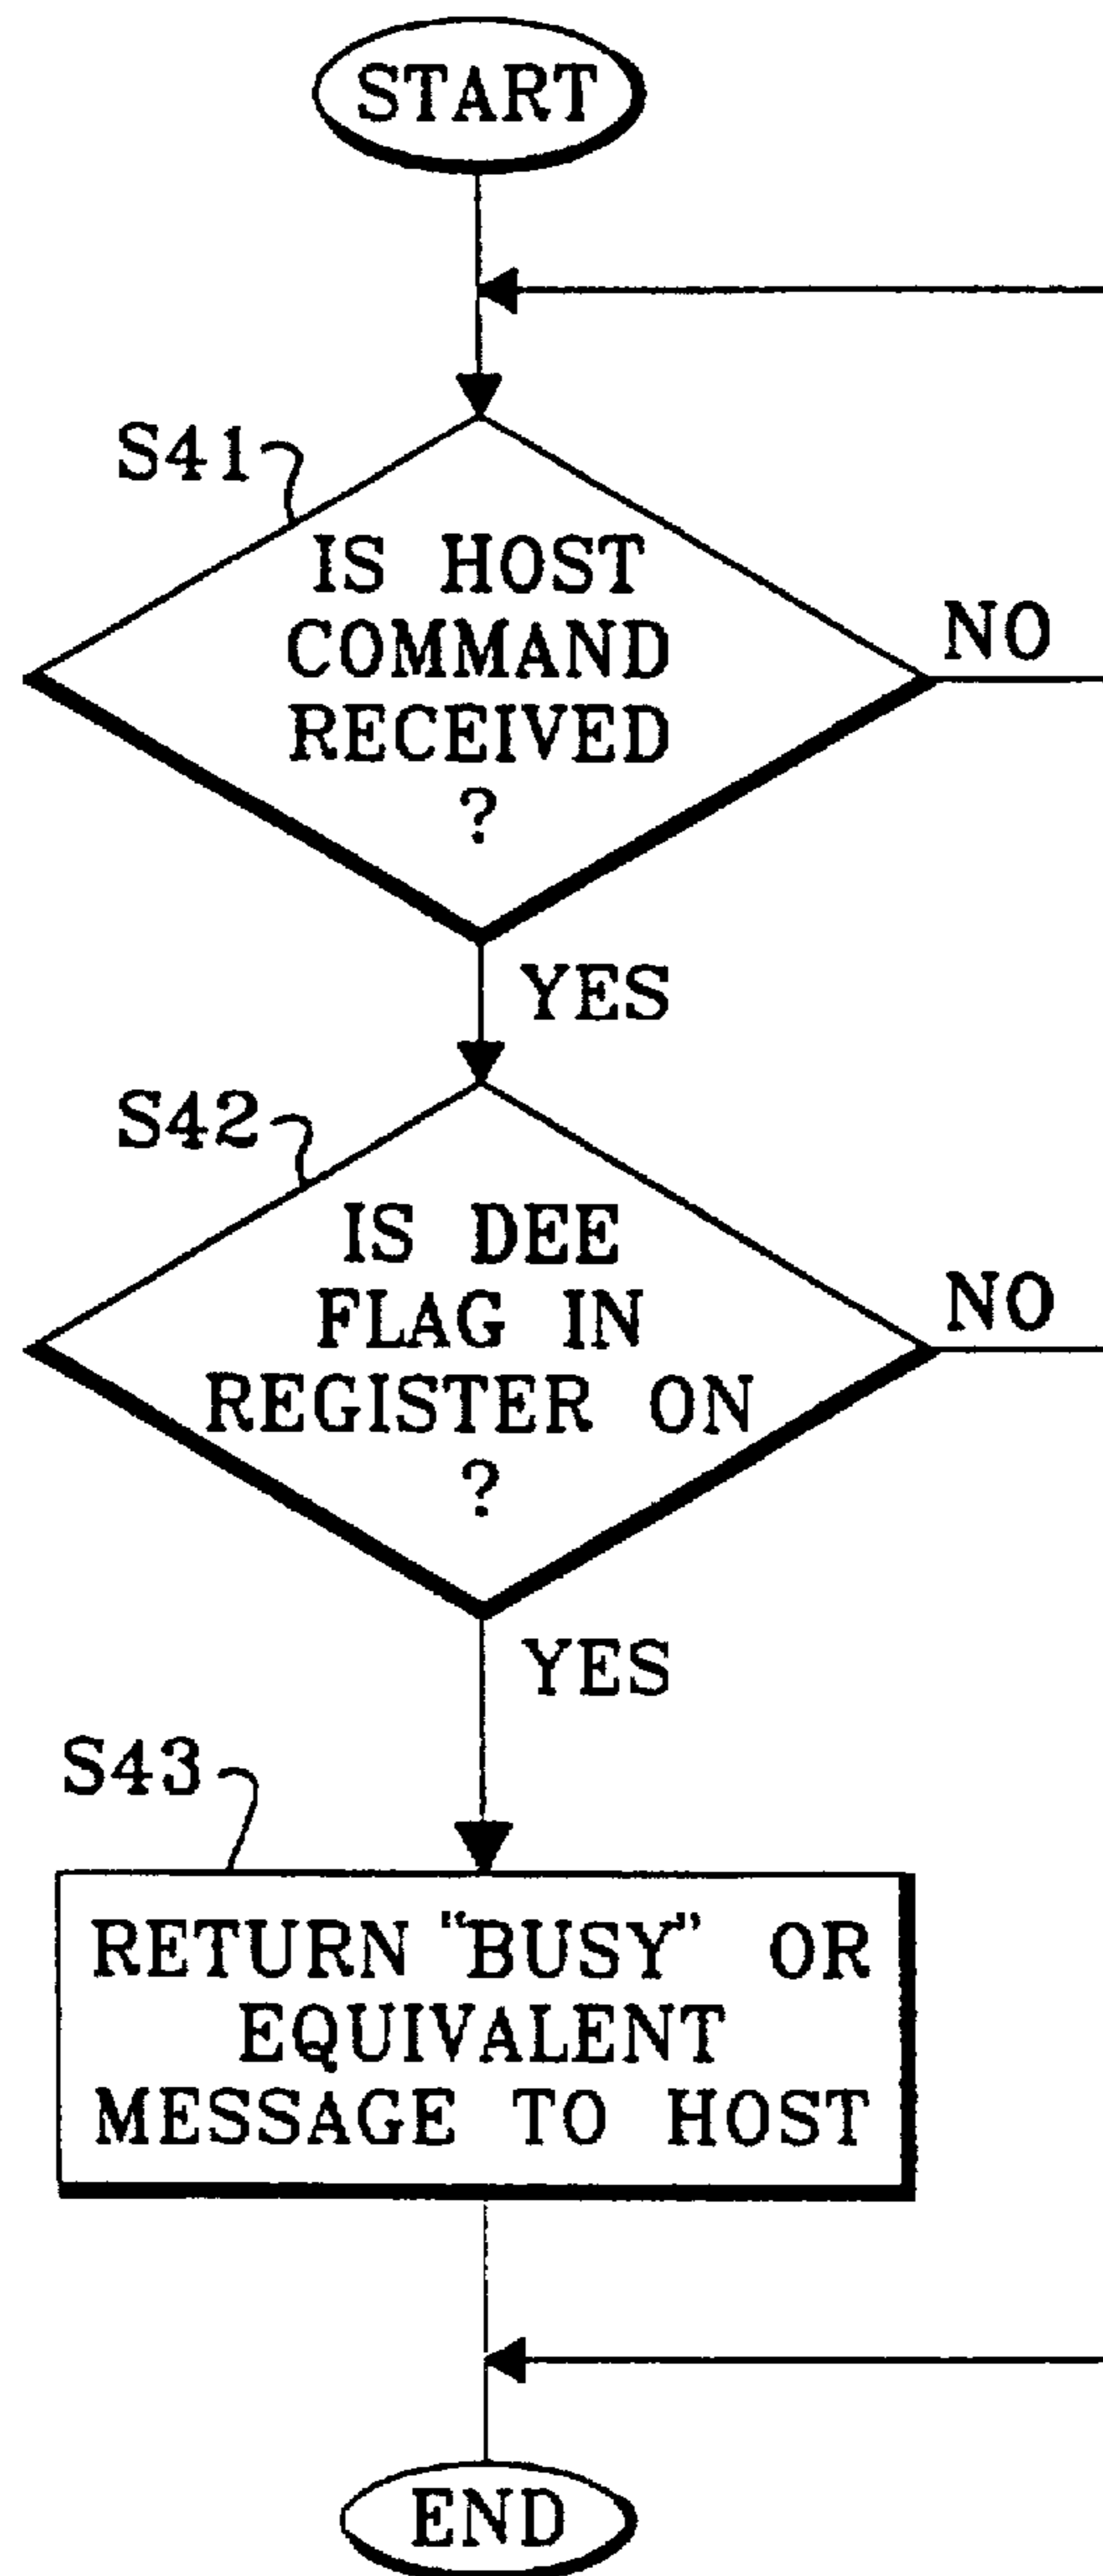 START
S41
IS HOST
COMMAND
RECEIVED
?
NO
YES
S42
IS DEE
FLAG IN
REGISTER ON
?
NO
YES
S43
RETURN "BUSY" OR
EQUIVALENT
MESSAGE TO HOST
END